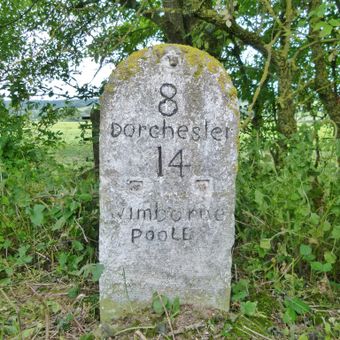 8
Dorchester
14
Wimborne
POOLE